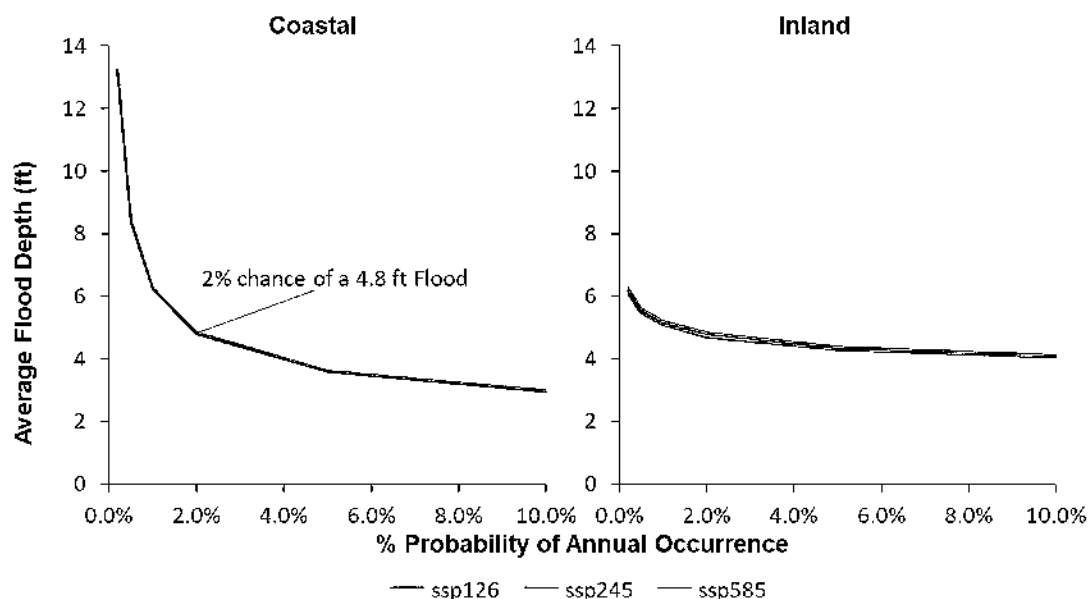 Coastal
Inland
Average Flood Depth (ft)
14
12
10
8
6
4
2
0
2% chance of a 4.8 ft Flood
0.0% 2.0% 4.0% 6.0% 8.0% 10.0%
14
12
10
8
6
4
2
0
0.0% 2.0% 4.0% 6.0% 8.0% 10.0%
% Probability of Annual Occurrence
ssp126 ssp245 ssp585